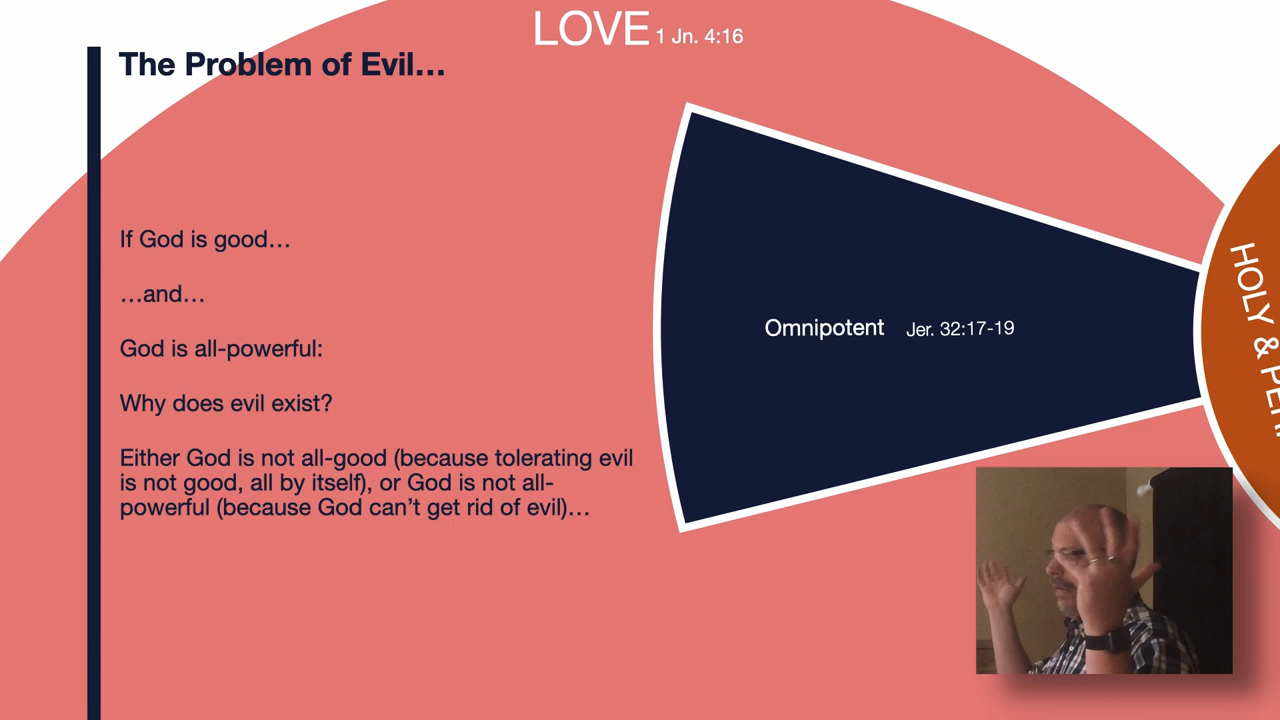 LOVE 1 Jn. 4:16
The Problem of Evil…
If God is good…
…and…
God is all-powerful:
Why does evil exist?
Either God is not all-good (because tolerating evil
is not good, all by itself), or God is not all-
powerful (because God can’t get rid of evil)…
Omnipotent Jer. 32:17-19
HOLY &